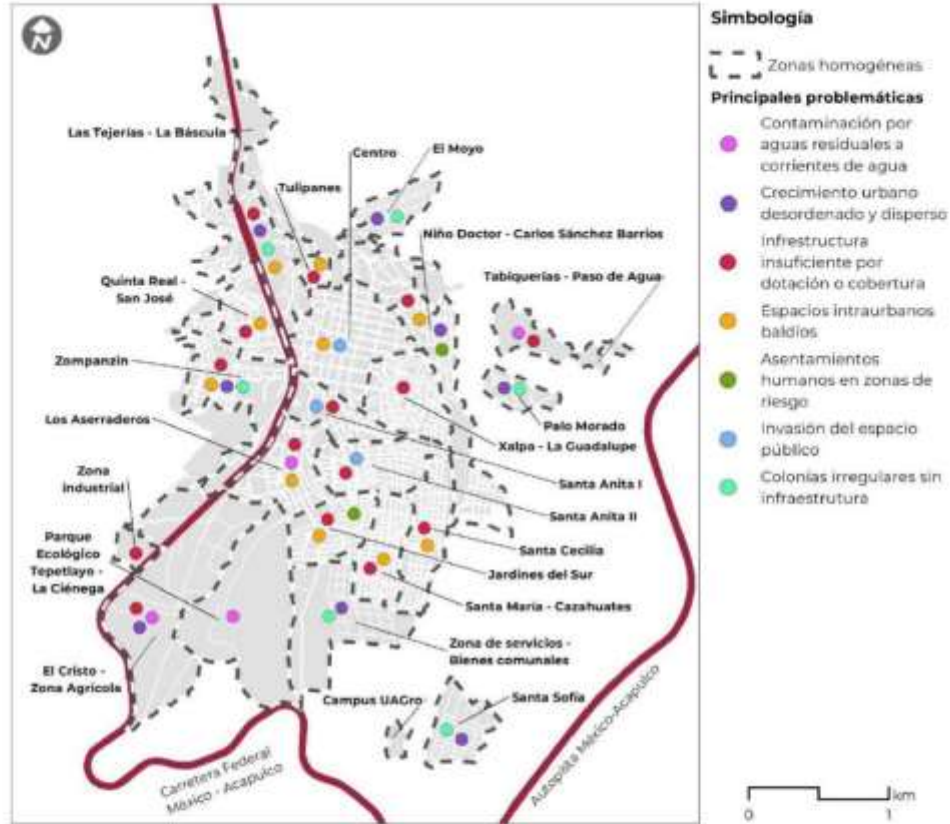 N
Las Tejerías - La Báscula
Centro
El Moyo
Tulipanes
Niño Doctor - Carlos Sánchez Barrios
Tabiquerías - Paso de Agua
Quinta Real -
San José
Zompanzin
Los Aserraderos
Palo Morado
Xalpa - La Guadalupe
Zona
industrial
Santa Anita I
Santa Anita II
Parque
Ecológico
Tepetlayo -
La Ciénega
Santa Cecilia
Jardines del Sur
Santa María - Cazahuates
Zona de servicios -
Bienes comunales
El Cristo -
Zona Agrícola
Campus UAGro
Santa Sofía
Carretera Federal
México - Acapulco
Autopista México-Acapulco
Simbología
Zonas homogéneas
Principales problemáticas
Contaminación por
aguas residuales a
corrientes de agua
Crecimiento urbano
desordenado y disperso
Infrestructura
insuficiente por
dotación o cobertura
Espacios intraurbanos
baldíos
Asentamientos
humanos en zonas de
riesgo
Invasión del espacio
público
Colonías irregulares sin
infraestrutura
km
0 1